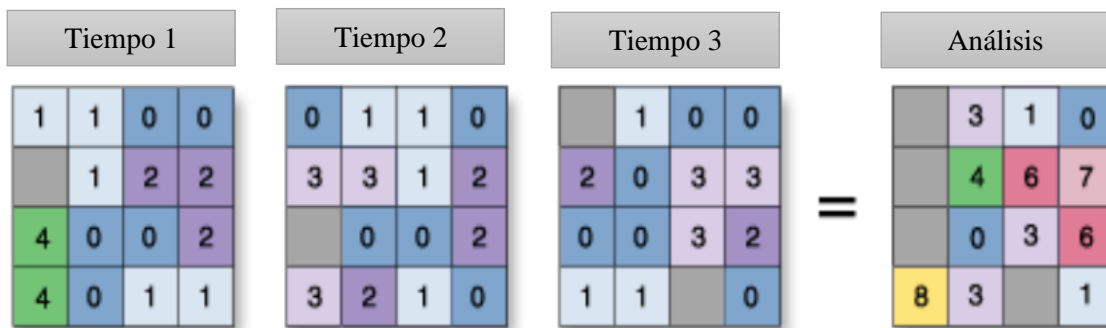 Tiempo 1 Tiempo 2 Tiempo 3 Análisis
1 1 0 0 0 1 1 0 1 0 0 3 1 0
1 2 2 3 3 1 2 2 0 3 3 4 6 7
=
4 0 0 2 0 0 2 0 0 3 2 0 3 6
4 0 1 1 3 2 1 0 1 1 0 8 3 1